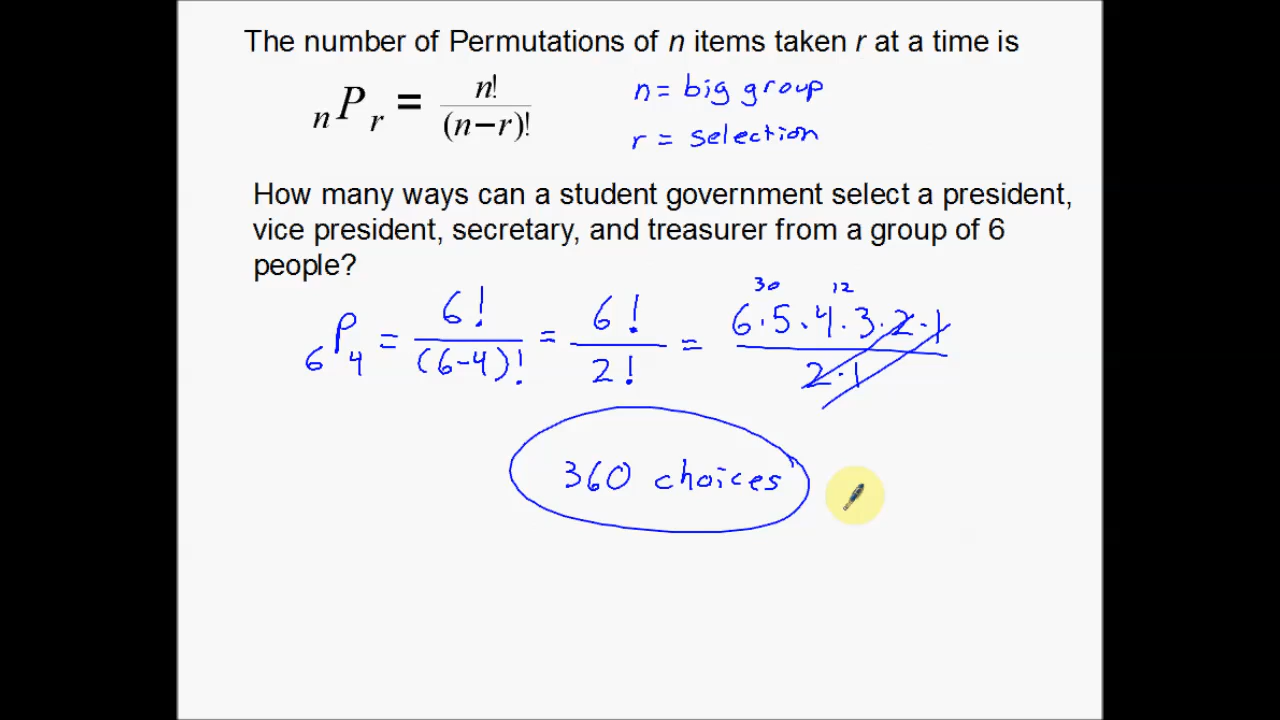 The number of Permutations of n items taken r at a time is
nPr = n!/(n−r)!
n = big group
r = selection
How many ways can a student government select a president,
vice president, secretary, and treasurer from a group of 6
people?
30 12
6P4 = 6!/(6-4)! = 6!/2! = 6·5·4·3·2·1/2·1
360 choices